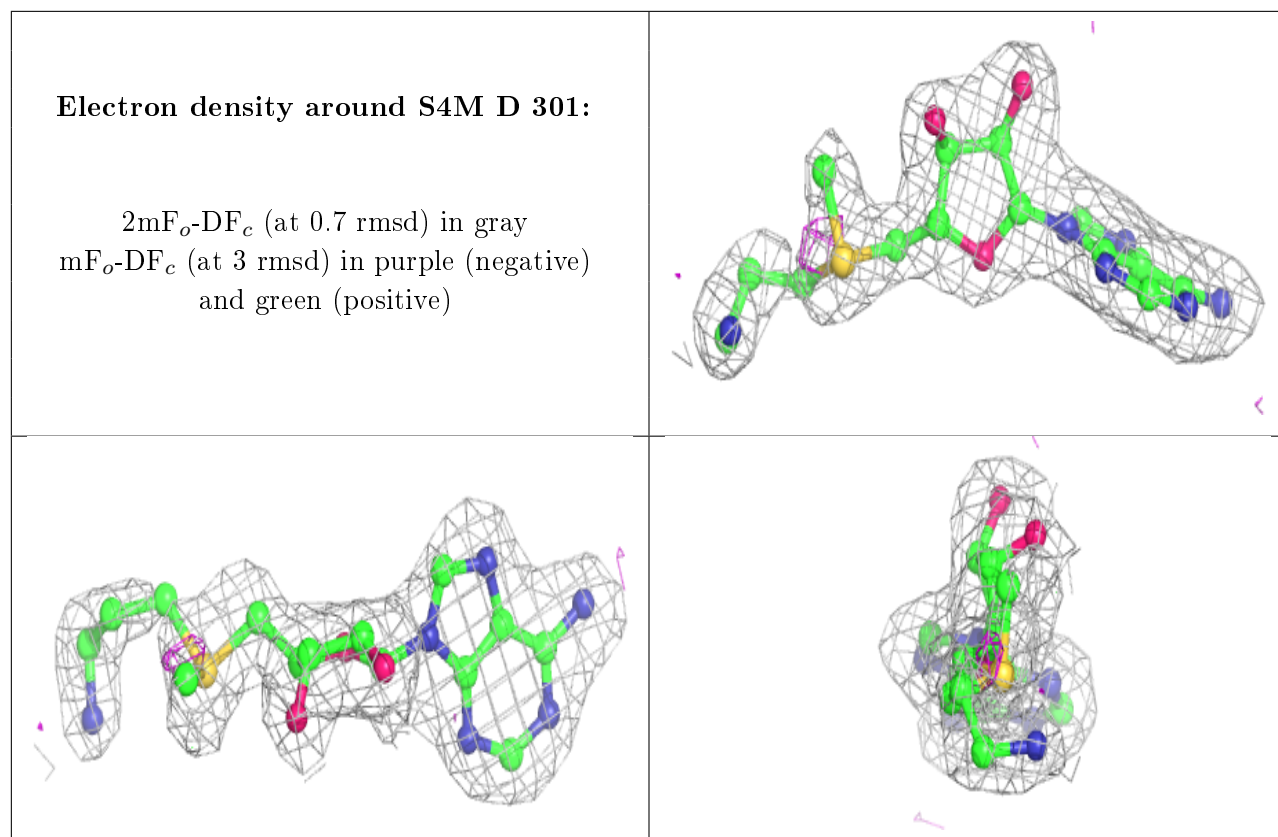 Electron density around S4M D 301:
2mFₒ-DF𝒸 (at 0.7 rmsd) in gray
mFₒ-DF𝒸 (at 3 rmsd) in purple (negative)
and green (positive)